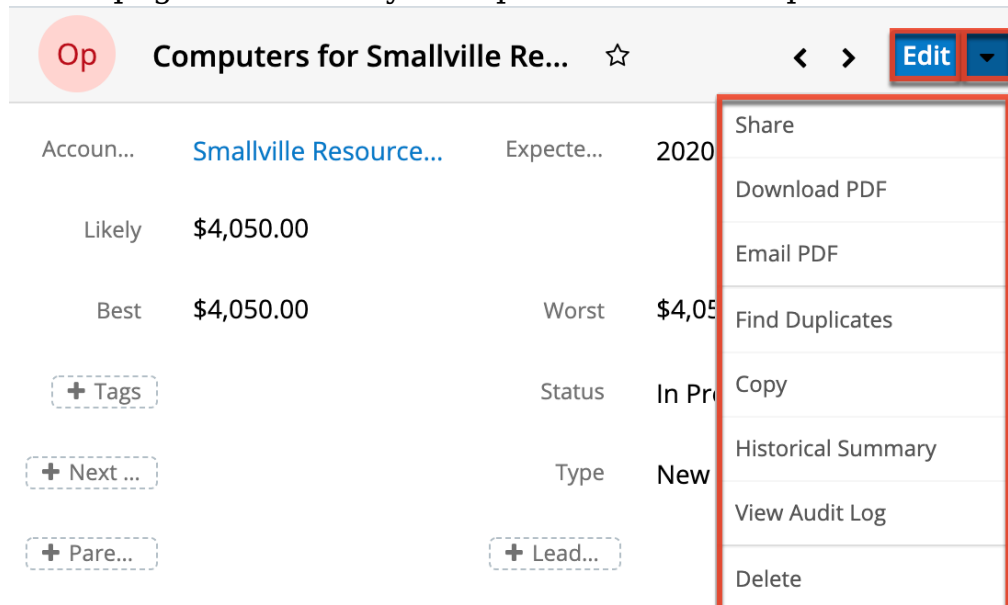 Op Computers for Smallville Re... Edit
Share
Accoun... Smallville Resource... Expecte... 2020
Download PDF
Likely $4,050.00
Email PDF
Best $4,050.00 Worst $4,05
Find Duplicates
+ Tags Status In Pr
Copy
Historical Summary
+ Next ... Type New
View Audit Log
+ Pare... + Lead...
Delete